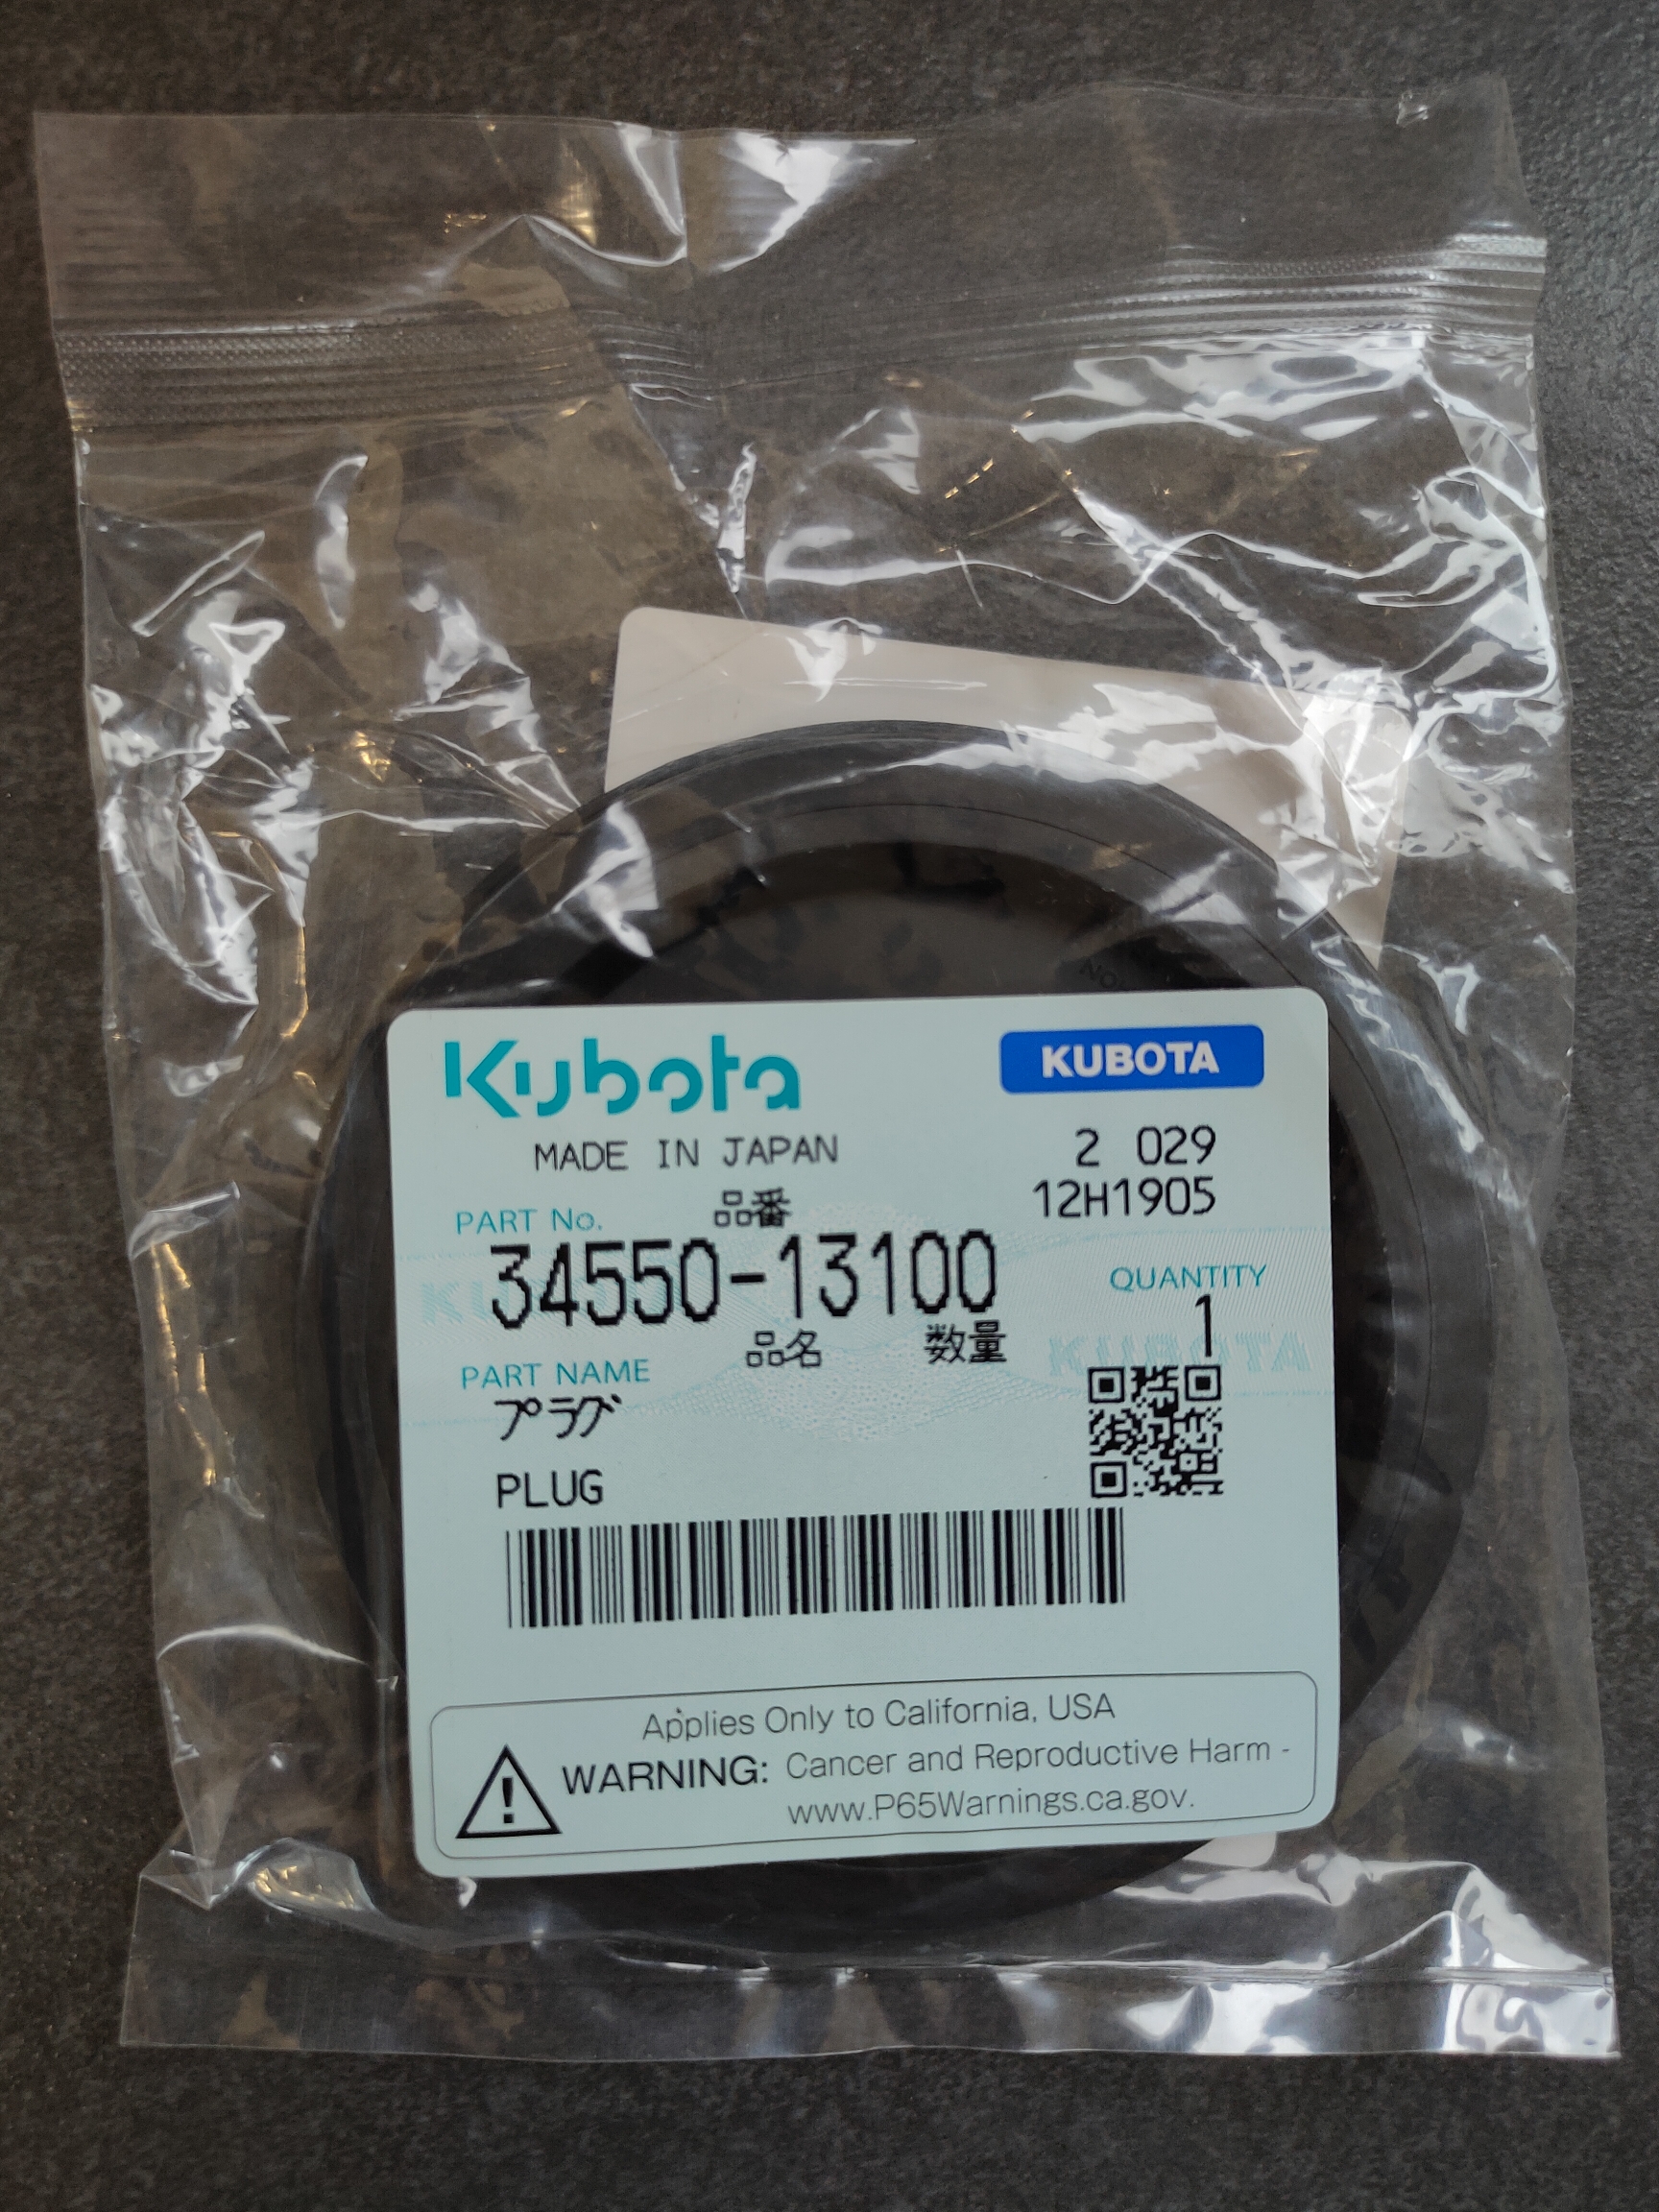 Kubota
KUBOTA
MADE IN JAPAN
2 029
12H1905
PART No.
品番
34550-13100
QUANTITY
1
品名
数量
PART NAME
プラグ
PLUG
KUBOTA
Applies Only to California, USA
WARNING: Cancer and Reproductive Harm -
www.P65Warnings.ca.gov.